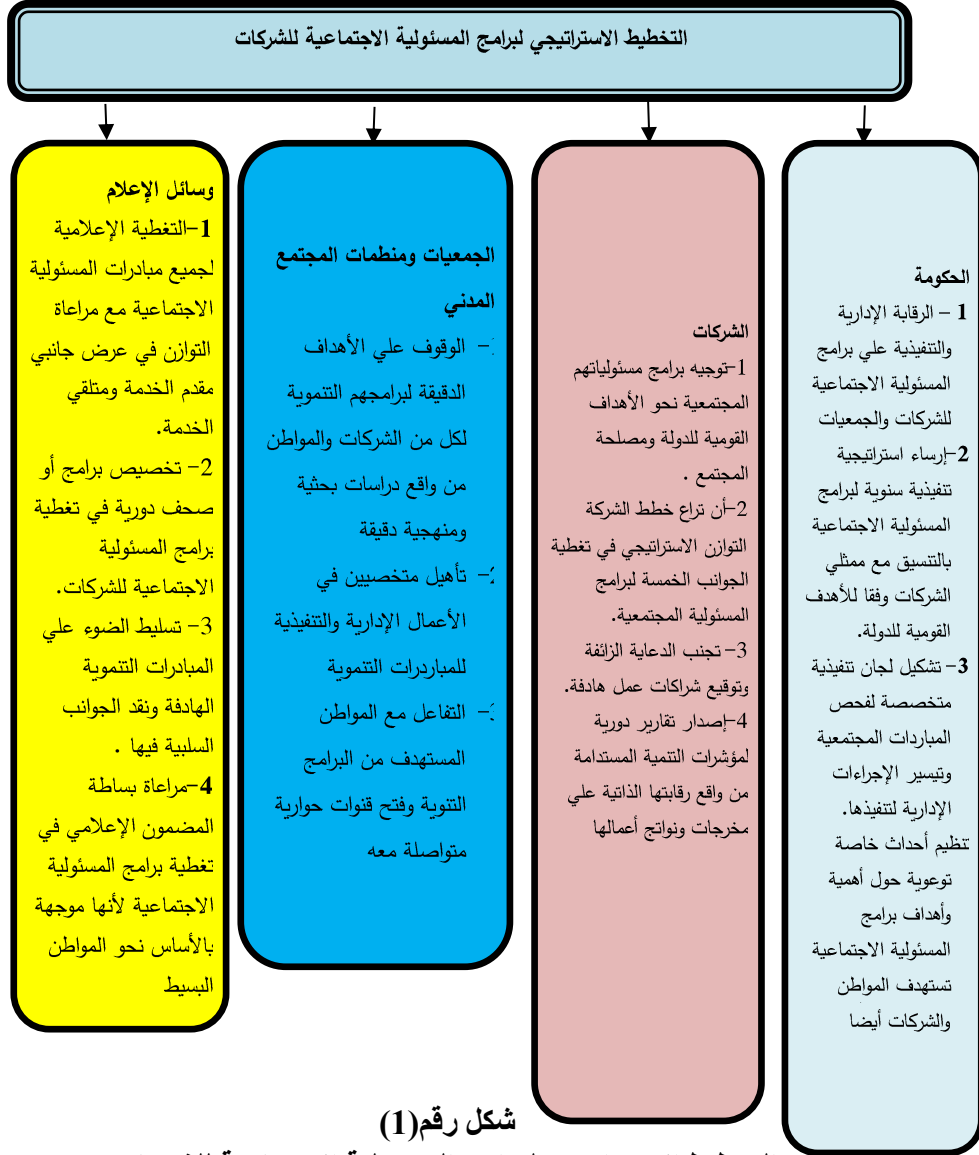 التخطيط الاستراتيجي لبرامج المسئولية الاجتماعية للشركات
الحكومة
1 – الرقابة الإدارية
والتنفيذية علي برامج
المسئولية الاجتماعية
للشركات والجمعيات
2-إرساء استراتيجية
تنفيذية سنوية لبرامج
المسئولية الاجتماعية
بالتنسيق مع ممثلي
الشركات وفقا للأهدف
القومية للدولة.
3- تشكيل لجان تنفيذية
متخصصة لفحص
المباردات المجتمعية
وتيسير الإجراءات
الإدارية لتنفيذها.
تنظيم أحداث خاصة
توعوية حول أهمية
وأهداف برامج
المسئولية الاجتماعية
تستهدف المواطن
والشركات أيضا
الشركات
1-توجيه برامج مسئولياتهم
المجتمعية نحو الأهداف
القومية للدولة ومصلحة
المجتمع .
2-أن تراع خطط الشركة
التوازن الاستراتيجي في تغطية
الجوانب الخمسة لبرامج
المسئولية المجتمعية.
3- تجنب الدعاية الزائفة
وتوقيع شراكات عمل هادفة.
4-إصدار تقارير دورية
لمؤشرات التنمية المستدامة
من واقع رقابتها الذاتية علي
مخرجات ونواتج أعمالها
الجمعيات ومنظمات المجتمع
المدني
- الوقوف علي الأهداف
الدقيقة لبرامجهم التنموية
لكل من الشركات والمواطن
من واقع دراسات بحثية
ومنهجية دقيقة
- تأهيل متخصصيين في
الأعمال الإدارية والتنفيذية
للمباردرات التنموية
- التفاعل مع المواطن
المستهدف من البرامج
التنوية وفتح قنوات حوارية
متواصلة معه
وسائل الإعلام
1-التغطية الإعلامية
لجميع مبادرات المسئولية
الاجتماعية مع مراعاة
التوازن في عرض جانبي
مقدم الخدمة ومتلقي
الخدمة.
2- تخصيص برامج أو
صحف دورية في تغطية
برامج المسئولية
الاجتماعية للشركات.
3- تسليط الضوء علي
المبادرات التنموية
الهادفة ونقد الجوانب
السلبية فيها .
4-مراعاة بساطة
المضمون الإعلامي في
تغطية برامج المسئولية
الاجتماعية لأنها موجهة
بالأساس نحو المواطن
البسيط
شكل رقم(1)